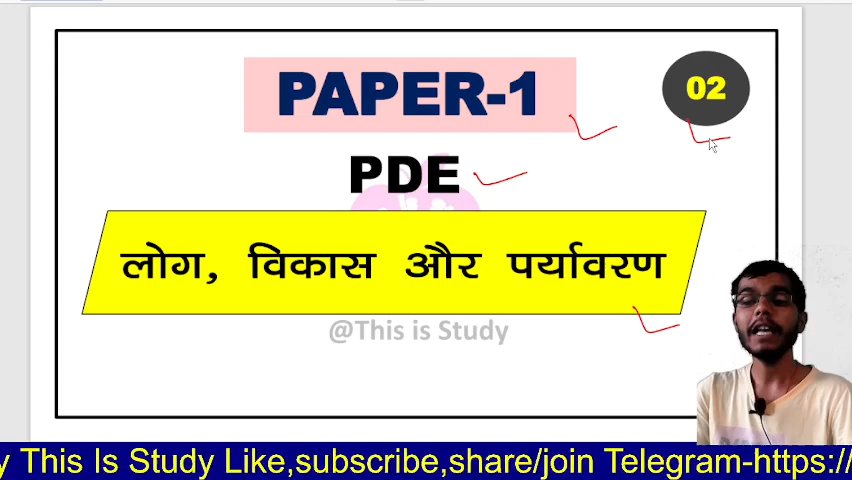 PAPER-1
02
PDE
लोग, विकास और पर्यावरण
@This is Study
y This Is Study Like,subscribe,share/join Telegram-https://